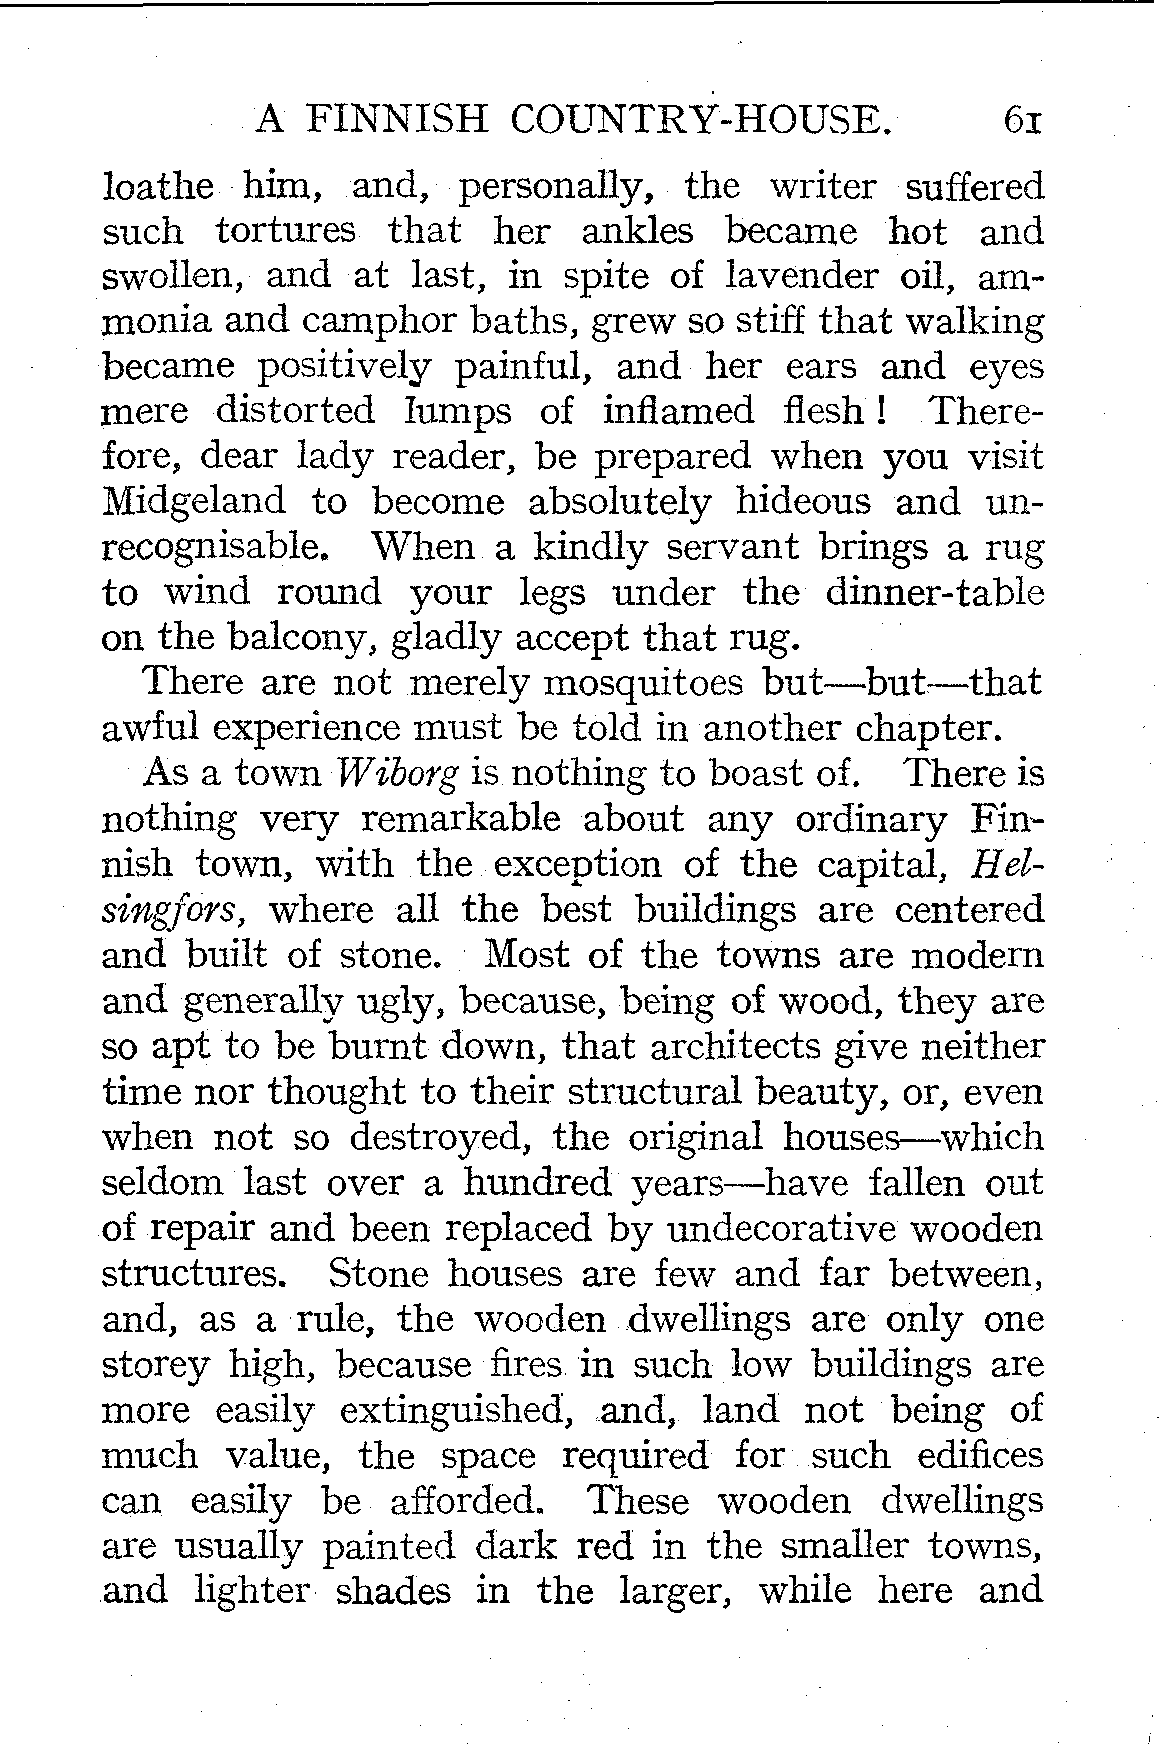 A FINNISH COUNTRY-HOUSE. 61
loathe him, and, personally, the writer suffered
such tortures that her ankles became hot and
swollen, and at last, in spite of lavender oil, am-
monia and camphor baths, grew so stiff that walking
became positively painful, and her ears and eyes
mere distorted lumps of inflamed flesh! There-
fore, dear lady reader, be prepared when you visit
Midgeland to become absolutely hideous and un-
recognisable. When a kindly servant brings a rug
to wind round your legs under the dinner-table
on the balcony, gladly accept that rug.
There are not merely mosquitoes but—but—that
awful experience must be told in another chapter.
As a town Wiborg is nothing to boast of. There is
nothing very remarkable about any ordinary Fin-
nish town, with the exception of the capital, Hel-
singfors, where all the best buildings are centered
and built of stone. Most of the towns are modern
and generally ugly, because, being of wood, they are
so apt to be burnt down, that architects give neither
time nor thought to their structural beauty, or, even
when not so destroyed, the original houses—which
seldom last over a hundred years—have fallen out
of repair and been replaced by undecorative wooden
structures. Stone houses are few and far between,
and, as a rule, the wooden dwellings are only one
storey high, because fires in such low buildings are
more easily extinguished, and, land not being of
much value, the space required for such edifices
can easily be afforded. These wooden dwellings
are usually painted dark red in the smaller towns,
and lighter shades in the larger, while here and